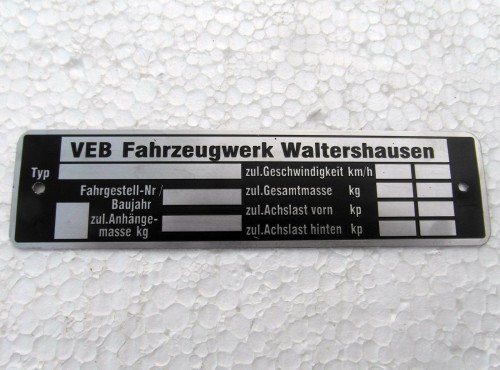 VEB Fahrzeugwerk Waltershausen
Typ
zul.Geschwindigkeit km/h
Fahrgestell-Nr /
Baujahr
zul.Gesamtmasse kg
zul.Anhänge-
masse kg
zul.Achslast vorn kp
zul.Achslast hinten kp